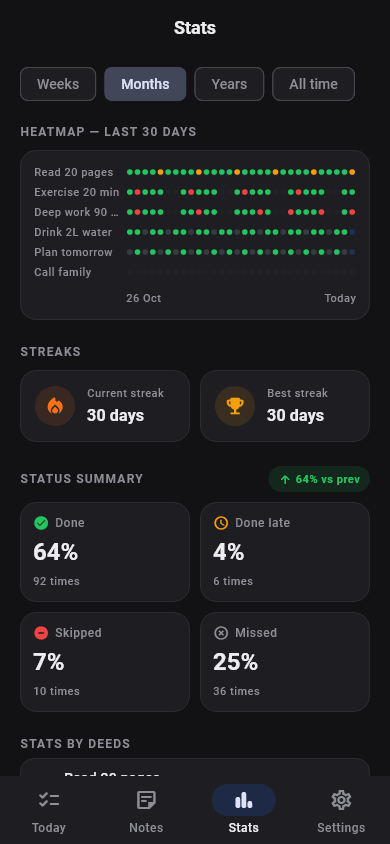 Stats
Weeks Months Years All time
HEATMAP — LAST 30 DAYS
Read 20 pages
Exercise 20 min
Deep work 90 ...
Drink 2L water
Plan tomorrow
Call family
26 Oct Today
STREAKS
Current streak
30 days
Best streak
30 days
STATUS SUMMARY
64% vs prev
Done
64%
92 times
Done late
4%
6 times
Skipped
7%
10 times
Missed
25%
36 times
STATS BY DEEDS
Read 20 pages
Today Notes Stats Settings